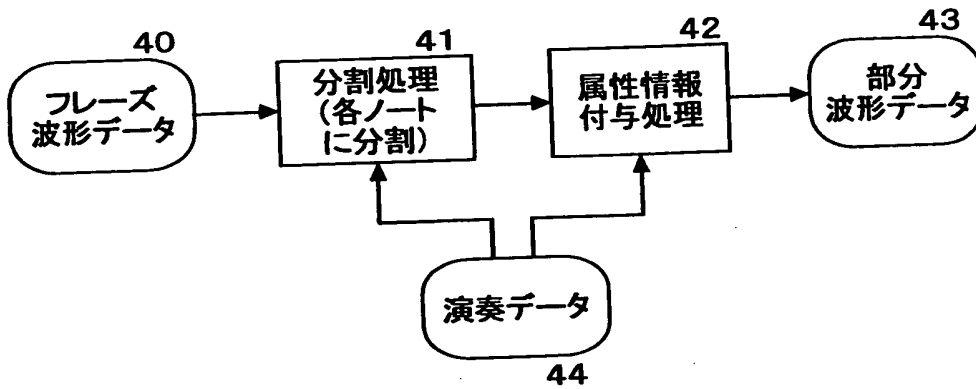 40
フレーズ
波形データ
41
分割処理
(各ノート
に分割)
42
属性情報
付与処理
43
部分
波形データ
演奏データ
44